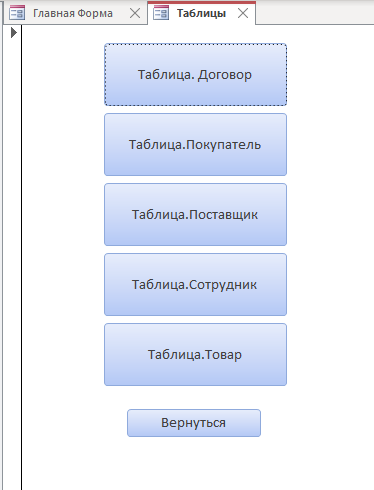 Главная Форма
Таблицы
Таблица. Договор
Таблица.Покупатель
Таблица.Поставщик
Таблица.Сотрудник
Таблица.Товар
Вернуться